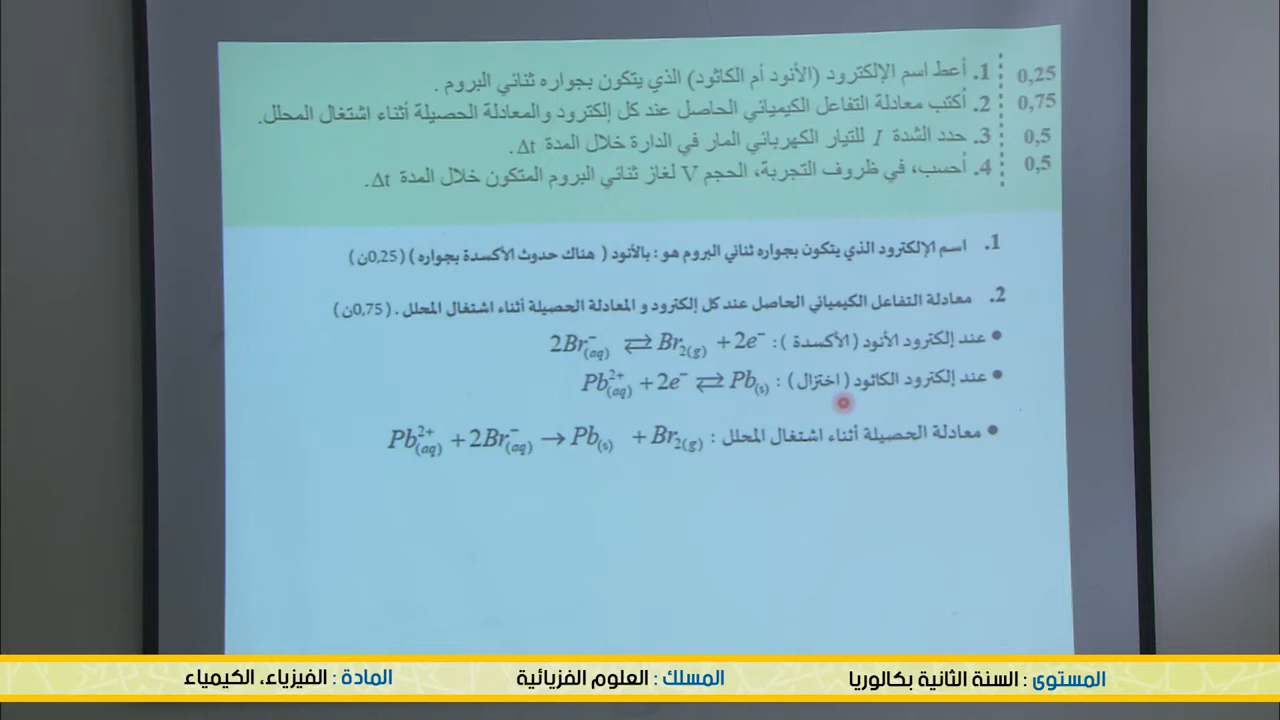 1. أعط اسم الإلكترود (الأنود أم الكاثود) الذي يتكون بجواره ثنائي البروم . 0,25
2. أكتب معادلة التفاعل الكيميائي الحاصل عند كل إلكترود والمعادلة الحصيلة أثناء اشتغال المحلل. 0,75
3. حدد الشدة I للتيار الكهربائي المار في الدارة خلال المدة Δt. 0,5
4. أحسب، في ظروف التجربة، الحجم V لغاز ثنائي البروم المتكون خلال المدة Δt. 0,5
1. اسم الإلكترود الذي يتكون بجواره ثنائي البروم هو : بالأنود ( هناك حدوث الأكسدة بجواره ) (0,25ن)
2. معادلة التفاعل الكيميائي الحاصل عند كل إلكترود و المعادلة الحصيلة أثناء اشتغال المحلل . (0,75ن)
• عند إلكترود الأنود (الأكسدة ) : 2Br⁻(aq) ⇄ Br2(g) + 2e⁻
• عند إلكترود الكاثود ( اختزال) : Pb²⁺(aq) + 2e⁻ ⇄ Pb(s)
• معادلة الحصيلة أثناء اشتغال المحلل : Pb²⁺(aq) + 2Br⁻(aq) → Pb(s) + Br2(g)
المستوى : السنة الثانية بكالوريا المسلك : العلوم الفزيائية المادة : الفيزياء، الكيمياء